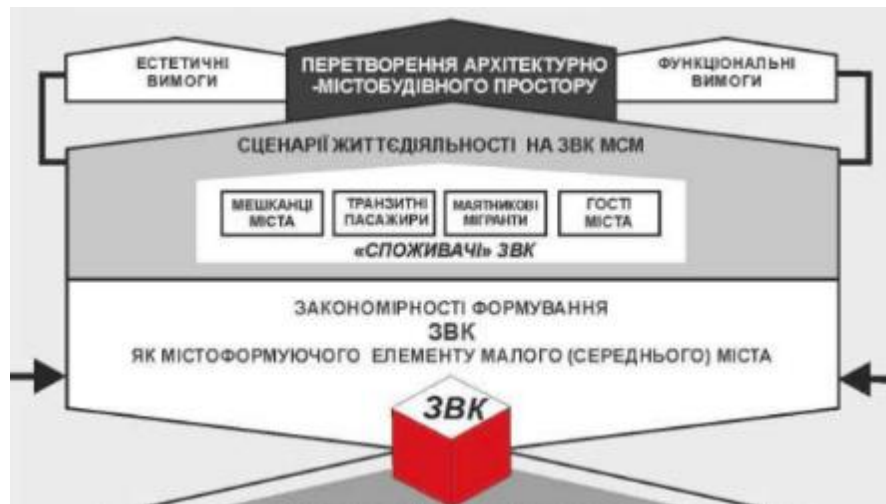 ЕСТЕТИЧНІ
ВИМОГИ
ПЕРЕТВОРЕННЯ АРХІТЕКТУРНО
-МІСТОБУДІВНОГО ПРОСТОРУ
ФУНКЦІОНАЛЬНІ
ВИМОГИ
СЦЕНАРІЇ ЖИТТЄДІЯЛЬНОСТІ НА ЗВК МСМ
МЕШКАНЦІ
МІСТА
ТРАНЗИТНІ
ПАСАЖИРИ
МАЯТНИКОВІ
МІГРАНТИ
ГОСТІ
МІСТА
«СПОЖИВАЧІ» ЗВК
ЗАКОНОМІРНОСТІ ФОРМУВАННЯ
ЗВК
ЯК МІСТОФОРМУЮЧОГО ЕЛЕМЕНТУ МАЛОГО (СЕРЕДНЬОГО) МІСТА
ЗВК